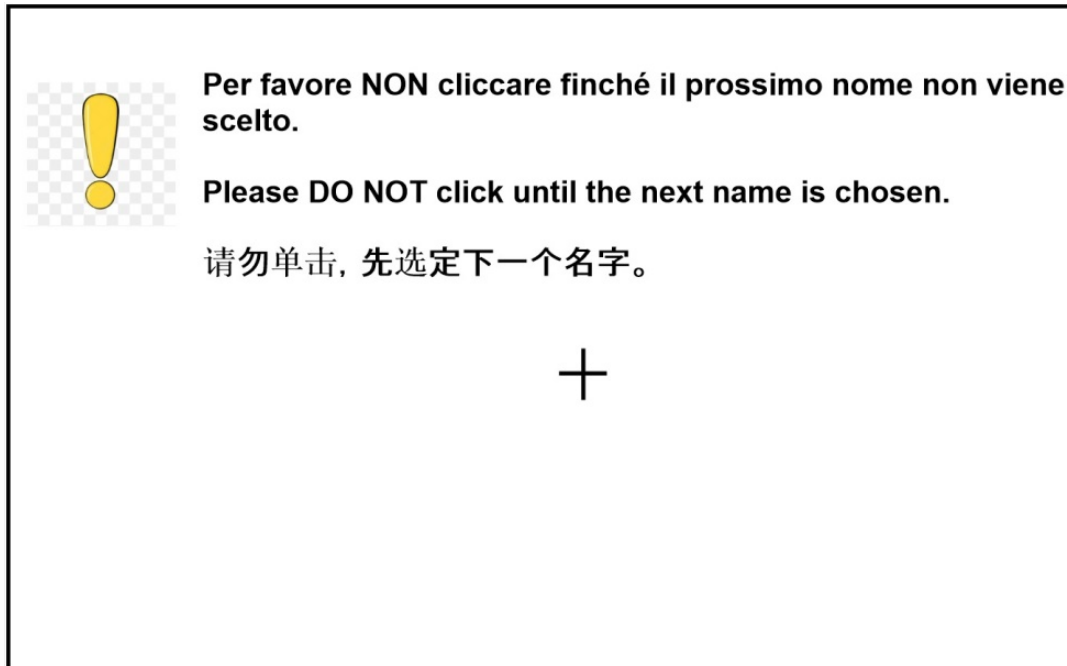 Per favore NON cliccare finché il prossimo nome non viene
scelto.
Please DO NOT click until the next name is chosen.
请勿单击, 先选定下一个名字。